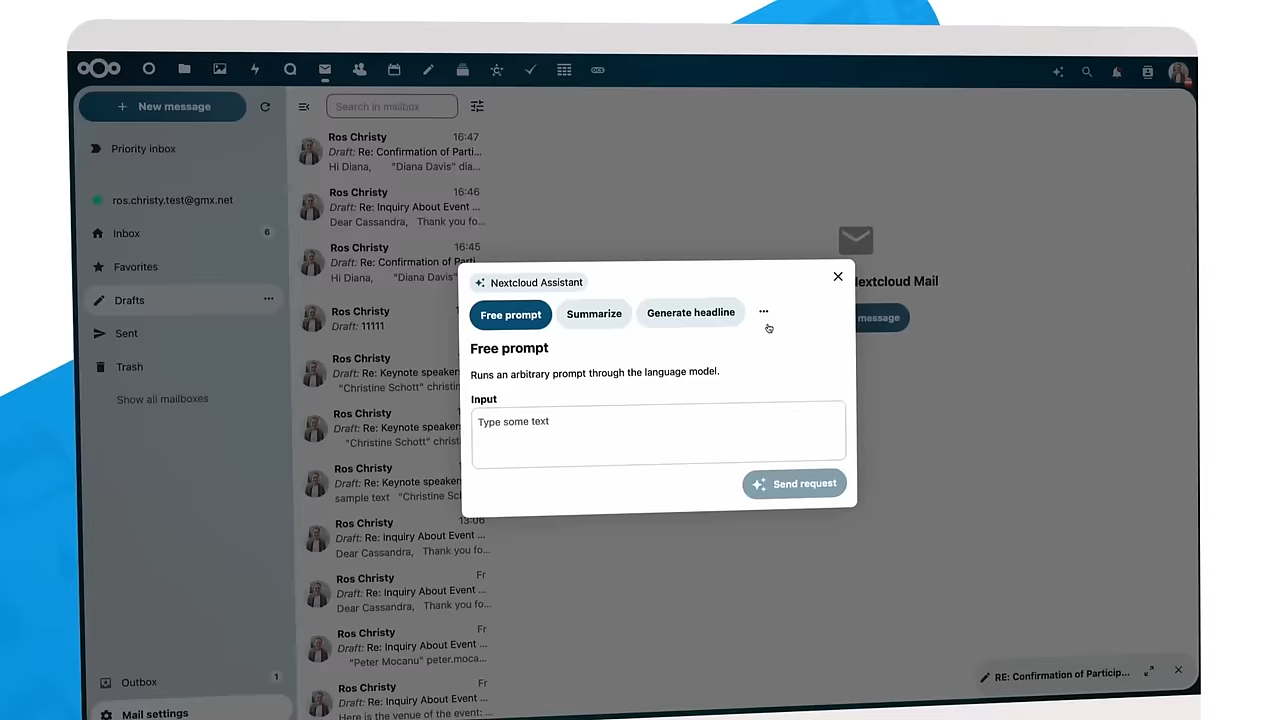 New message
Search in mailbox
Priority inbox
ros.christy.test@gmx.net
Inbox
6
Favorites
Drafts
Sent
Trash
Show all mailboxes
Outbox
1
Mail settings
Ros Christy
16:47
Draft: Re: Confirmation of Parti...
Hi Diana, "Diana Davis" dia...
Ros Christy
16:46
Draft: Re: Inquiry About Event ...
Dear Cassandra, Thank you fo...
Ros Christy
16:45
Draft: Re: Confirmation of Parti...
Hi Diana, "Diana Davis"
Ros Christy
Draft: 11111
Ros Christy
Draft: Re: Keynote speakers
"Christine Schott" christin
Ros Christy
Draft: Re: Keynote speaker
"Christine Schott" christ
Ros Christy
Draft: Re: Keynote speaker
sample text "Christine Sc
Ros Christy
13:06
Draft: Re: Inquiry About Event ...
Dear Cassandra, Thank you fo...
Ros Christy
Fr
Draft: Re: Inquiry About Event ...
Dear Cassandra, Thank you fo...
Ros Christy
Fr
Draft: Re: Inquiry About Event ...
"Peter Mocanu" peter.moca...
Ros Christy
Fr
Draft: Re: Inquiry About Event ...
Here is the venue of the event: ...
Nextcloud Assistant
Free prompt
Summarize
Generate headline
...
Free prompt
Runs an arbitrary prompt through the language model.
Input
Type some text
Send request
extcloud Mail
message
RE: Confirmation of Particip...